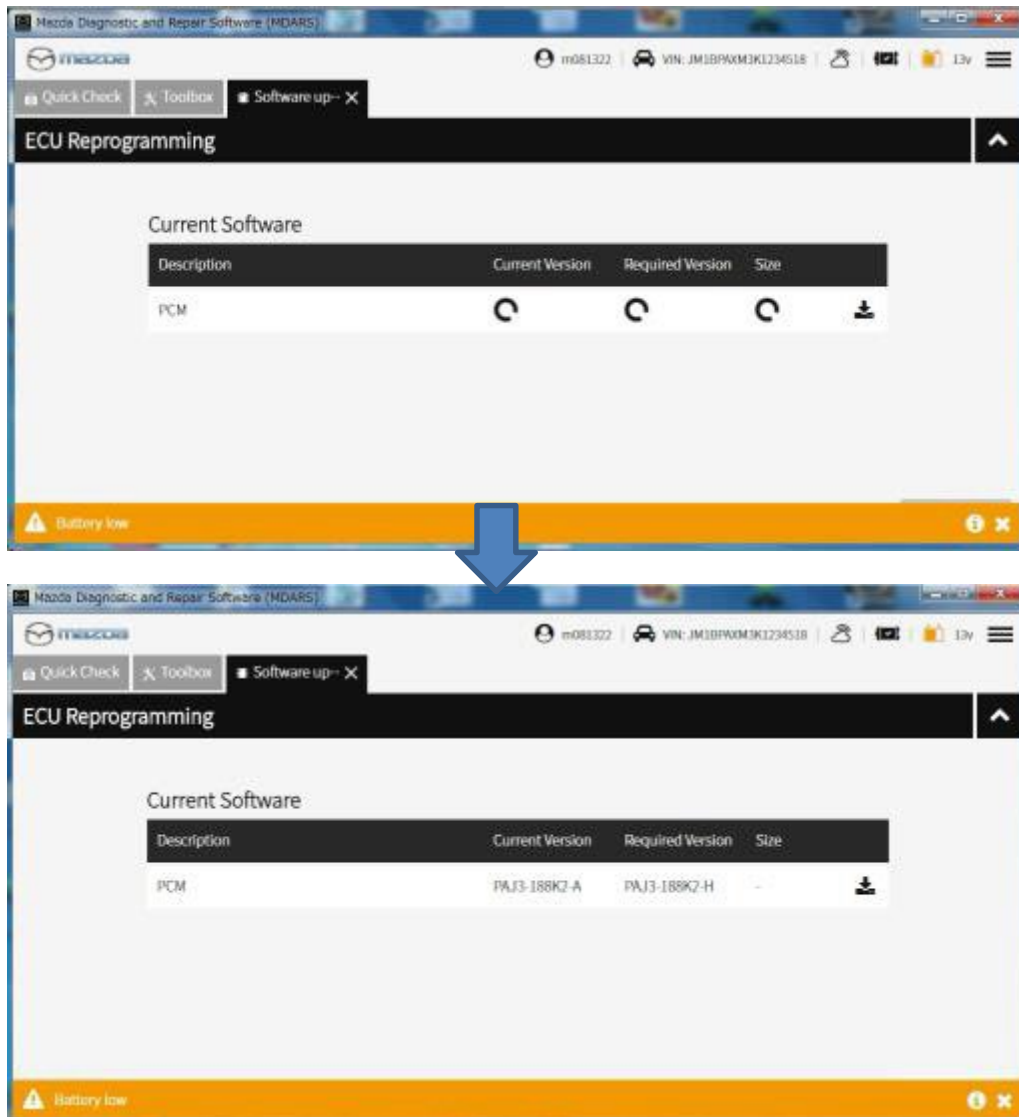 Mazda Diagnostic and Repair Software (MDARS)
mazda m081322 VIN: JM1BPAXM3K1234518 13v
Quick Check Toolbox Software up--
ECU Reprogramming
Current Software
Description Current Version Required Version Size
PCM
Battery low
Mazda Diagnostic and Repair Software (MDARS)
mazda m081322 VIN: JM1BPAXM3K1234518 13v
Quick Check Toolbox Software up--
ECU Reprogramming
Current Software
Description Current Version Required Version Size
PCM PAJ3-188K2-A PAJ3-188K2-H -
Battery low